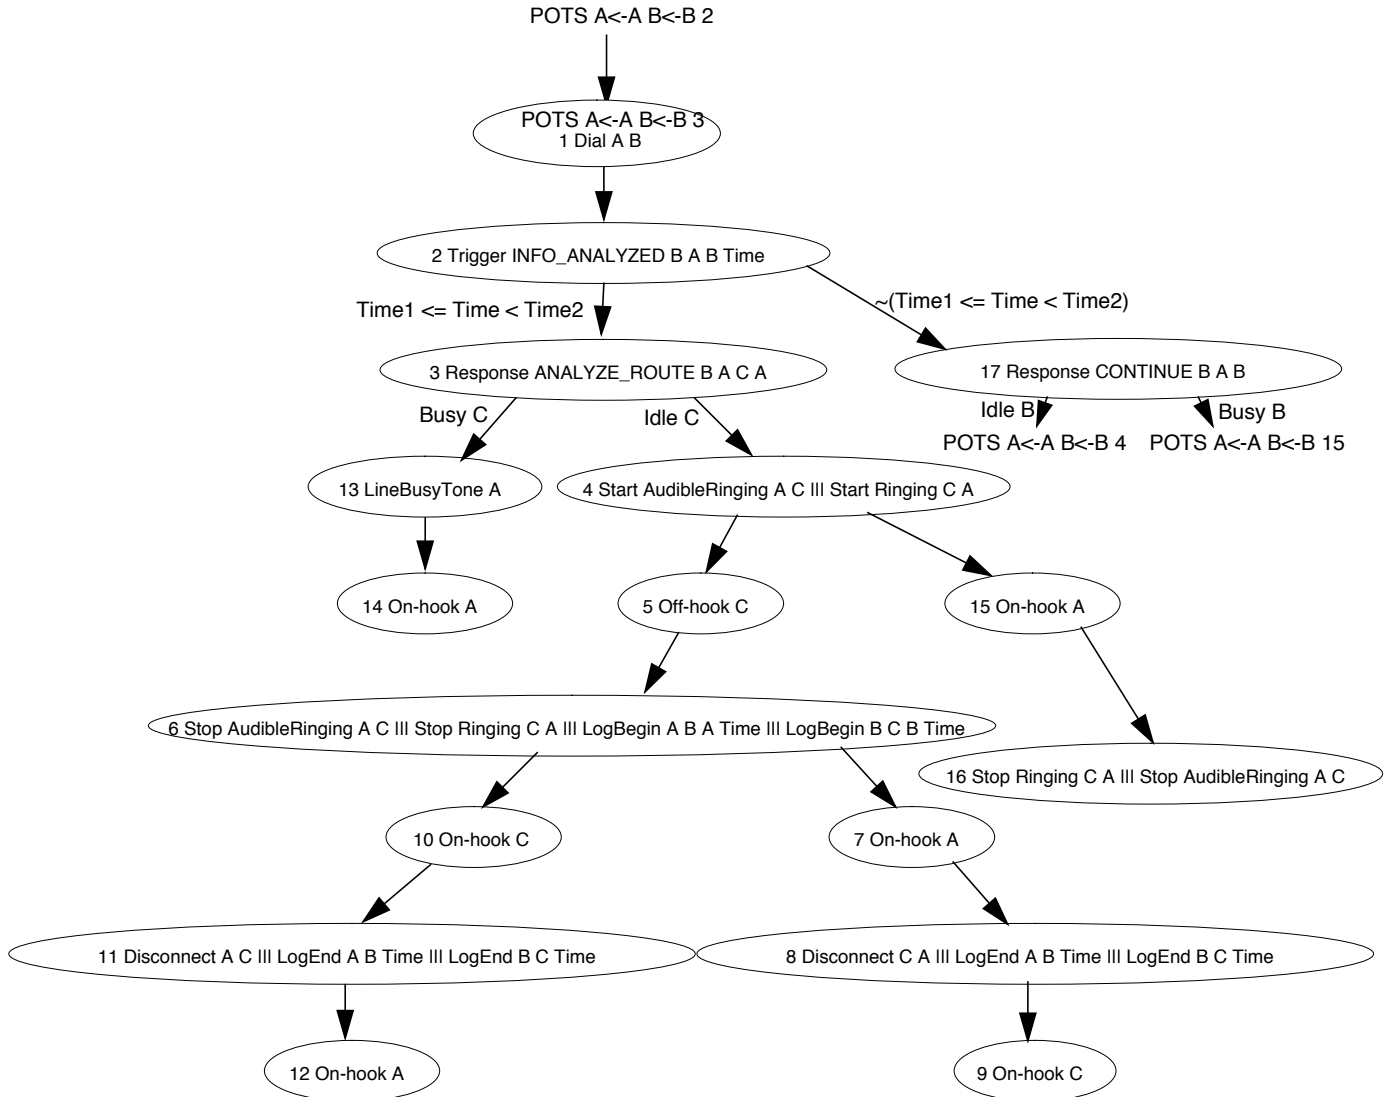 POTS A<-A B<-B 2
POTS A<-A B<-B 3
1 Dial A B
2 Trigger INFO_ANALYZED B A B Time
Time1 <= Time < Time2
~(Time1 <= Time < Time2)
3 Response ANALYZE_ROUTE B A C A
17 Response CONTINUE B A B
Busy C
Idle C
Idle B
Busy B
POTS A<-A B<-B 4
POTS A<-A B<-B 15
13 LineBusyTone A
4 Start AudibleRinging A C ||| Start Ringing C A
14 On-hook A
5 Off-hook C
15 On-hook A
6 Stop AudibleRinging A C ||| Stop Ringing C A ||| LogBegin A B A Time ||| LogBegin B C B Time
16 Stop Ringing C A ||| Stop AudibleRinging A C
10 On-hook C
7 On-hook A
11 Disconnect A C ||| LogEnd A B Time ||| LogEnd B C Time
8 Disconnect C A ||| LogEnd A B Time ||| LogEnd B C Time
12 On-hook A
9 On-hook C